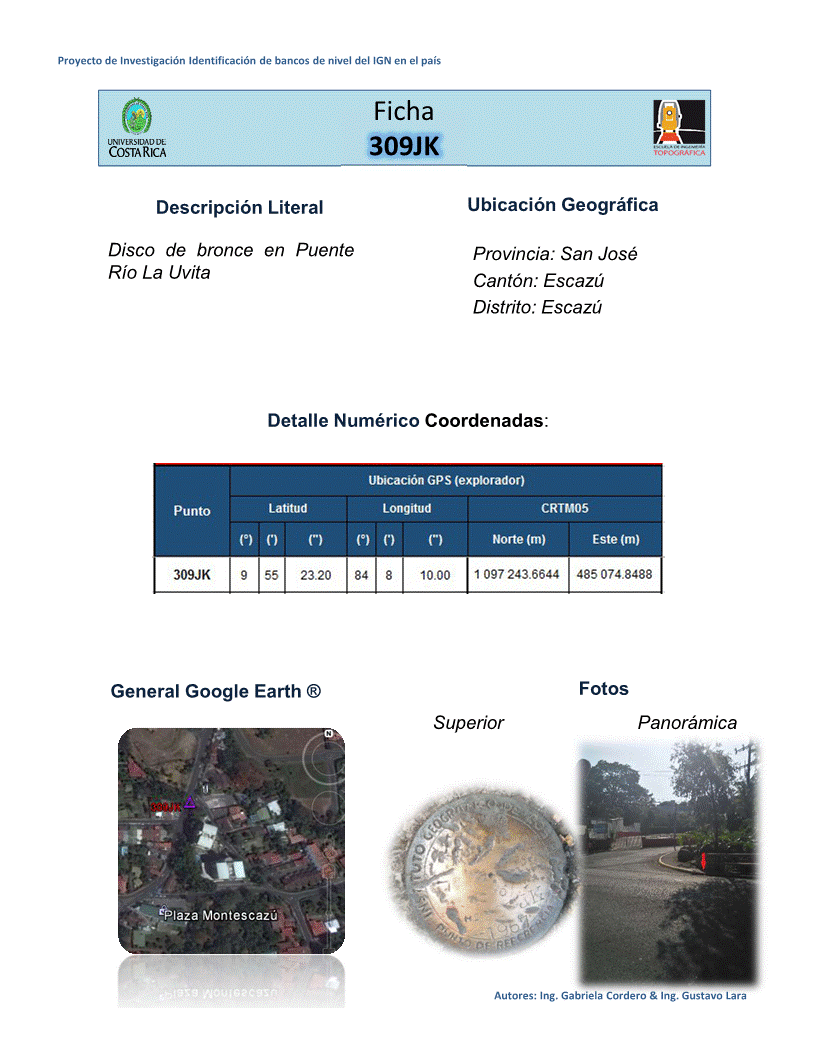 Proyecto de Investigación Identificación de bancos de nivel del IGN en el país
UNIVERSIDAD DE
COSTA RICA
Ficha
309JK
ESCUELA DE INGENIERÍA
TOPOGRÁFICA
Descripción Literal
Disco de bronce en Puente
Río La Uvita
Ubicación Geográfica
Provincia: San José
Cantón: Escazú
Distrito: Escazú
Detalle Numérico Coordenadas:
Punto
Ubicación GPS (explorador)
Latitud Longitud CRTM05
(°) (') (") (°) (') (") Norte (m) Este (m)
309JK 9 55 23.20 84 8 10.00 1 097 243.6644 485 074.8488
General Google Earth ®
N
309JK
Plaza Montescazú
Fotos
Superior
Panorámica
INSTITUTO GEOGRAFICO
PUNTO DE REFERENCIA
Autores: Ing. Gabriela Cordero & Ing. Gustavo Lara